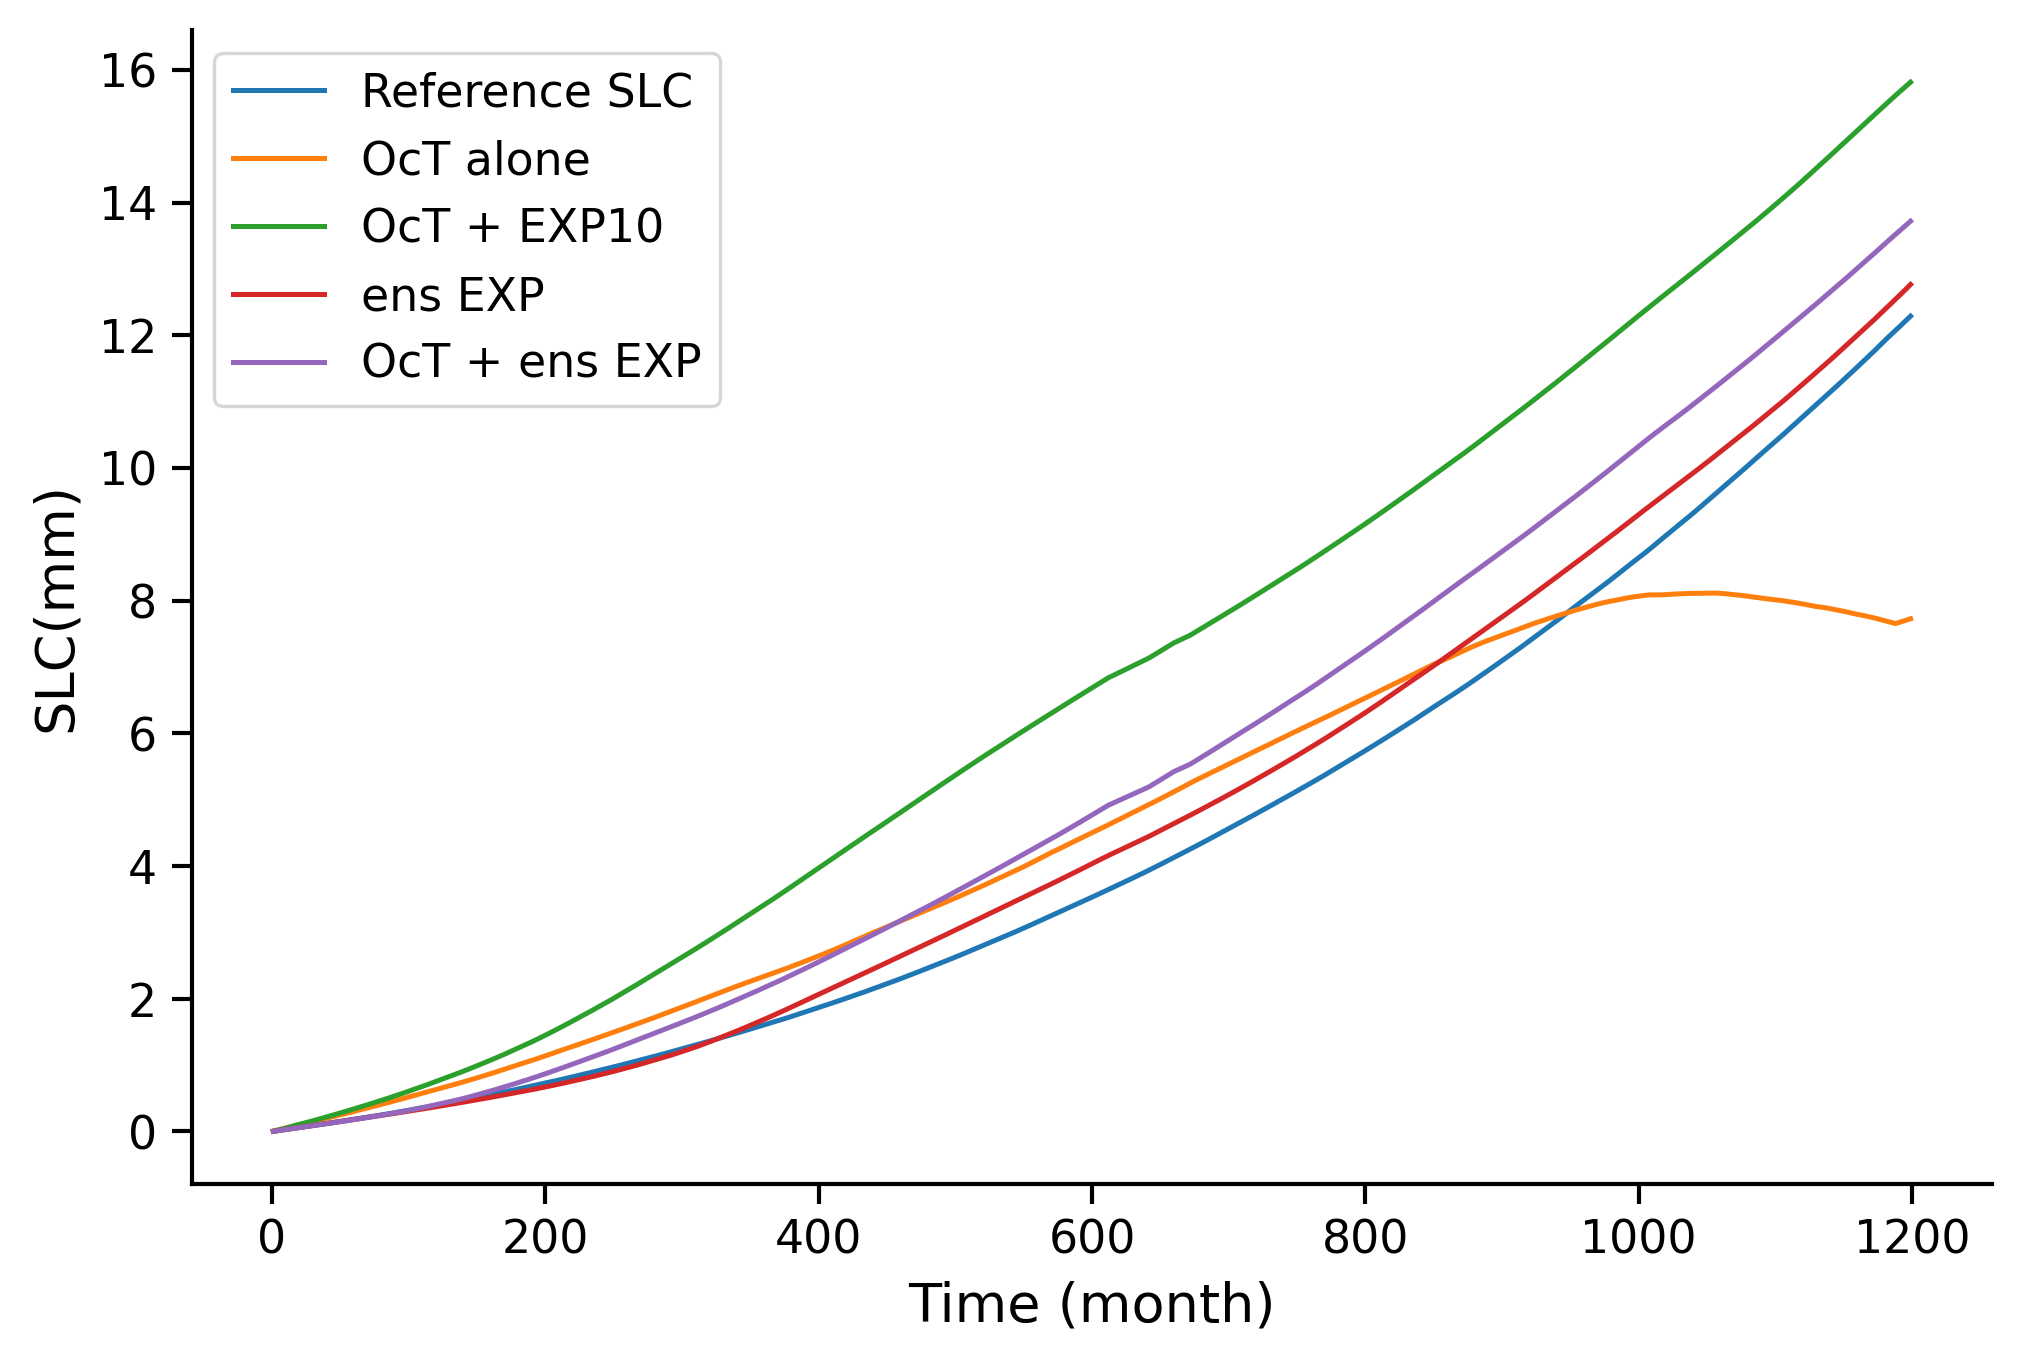 16
14
12
10
8
6
4
2
0
SLC(mm)
Reference SLC
OcT alone
OcT + EXP10
ens EXP
OcT + ens EXP
0 200 400 600 800 1000 1200
Time (month)